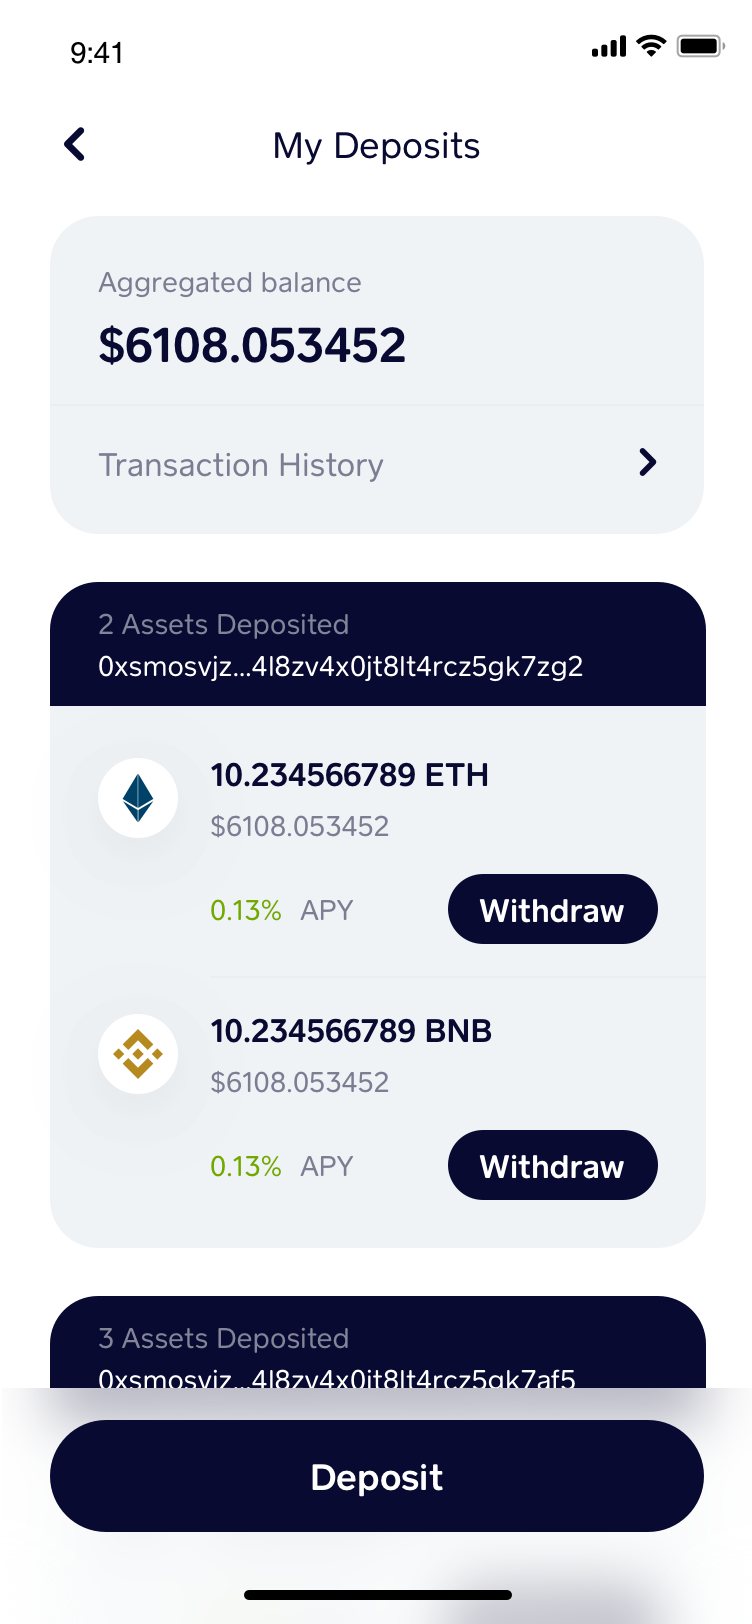 9:41
My Deposits
Aggregated balance
$6108.053452
Transaction History
2 Assets Deposited
0xsmosvjz...4l8zv4x0jt8lt4rcz5gk7zg2
10.234566789 ETH
$6108.053452
0.13% APY
Withdraw
10.234566789 BNB
$6108.053452
0.13% APY
Withdraw
3 Assets Deposited
0xsmosvjz...4l8zv4x0jt8lt4rcz5gk7af5
Deposit